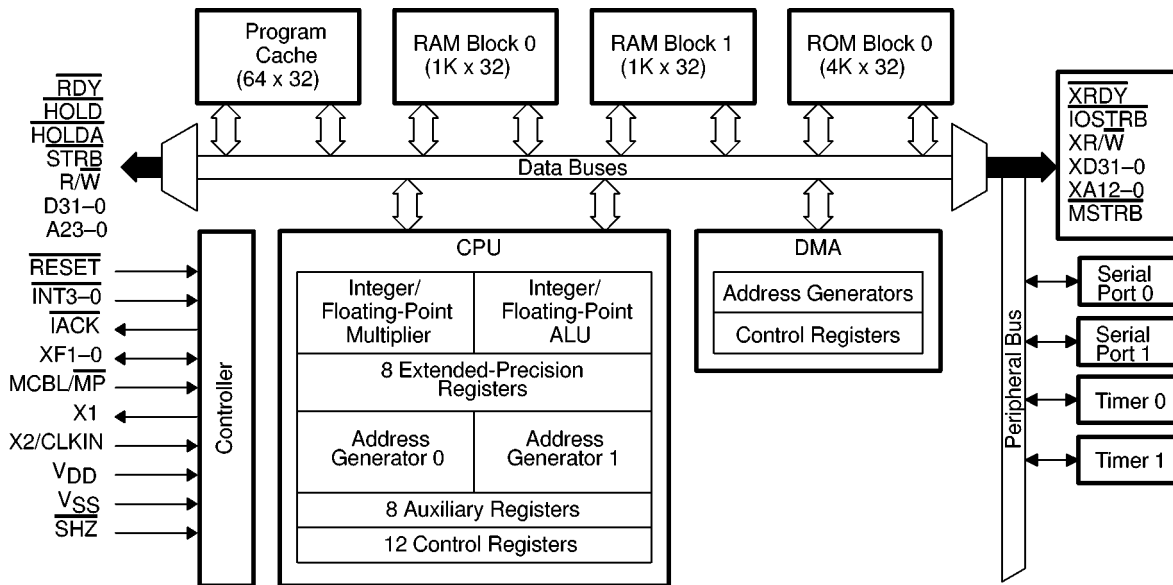 Program
Cache
(64 x 32)
RAM Block 0
(1K x 32)
RAM Block 1
(1K x 32)
ROM Block 0
(4K x 32)
RDY
HOLD
HOLDA
STRB
R/W
D31–0
A23–0
Data Buses
XRDY
IOSTRB
XR/W
XD31–0
XA12–0
MSTRB
RESET
INT3–0
IACK
XF1–0
MCBL/MP
X1
X2/CLKIN
VDD
VSS
SHZ
Controller
CPU
Integer/
Floating-Point
Multiplier
Integer/
Floating-Point
ALU
8 Extended-Precision
Registers
Address
Generator 0
Address
Generator 1
8 Auxiliary Registers
12 Control Registers
DMA
Address Generators
Control Registers
Peripheral Bus
Serial
Port 0
Serial
Port 1
Timer 0
Timer 1